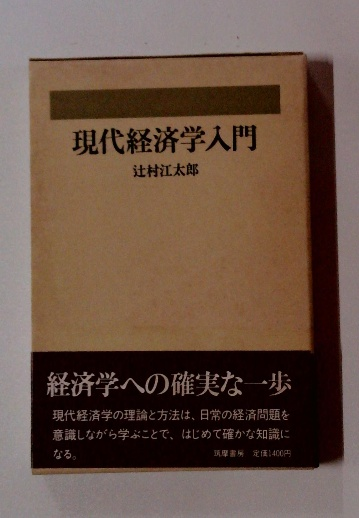 現代経済学入門
辻村江太郎
経済学への確実な一歩
現代経済学の理論と方法は、日常の経済問題を
意識しながら学ぶことで、はじめて確かな知識に
なる。
筑摩書房 定価1400円